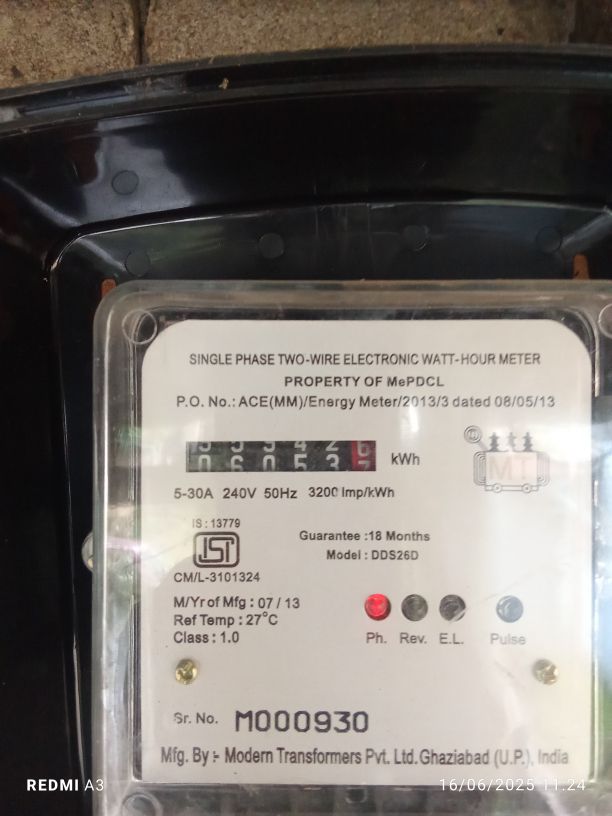 SINGLE PHASE TWO-WIRE ELECTRONIC WATT-HOUR METER
PROPERTY OF MePDCL
P.O. No.: ACE(MM)/Energy Meter/2013/3 dated 08/05/13
kWh
MT
5-30A 240V 50Hz 3200 Imp/kWh
IS : 13779
ISI
CM/L-3101324
Guarantee :18 Months
Model : DDS26D
M/Yr of Mfg : 07 / 13
Ref Temp : 27°C
Class : 1.0
Ph. Rev. E.L. Pulse
Sr. No. M000930
Mfg. By :- Modern Transformers Pvt. Ltd. Ghaziabad (U.P.), India
REDMI A3
16/06/2025 11:24